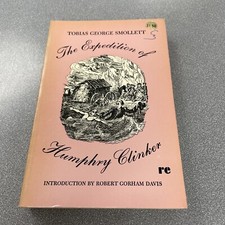 TOBIAS GEORGE SMOLLETT
The Expedition of
Humphry Clinker
re
INTRODUCTION BY ROBERT GORHAM DAVIS